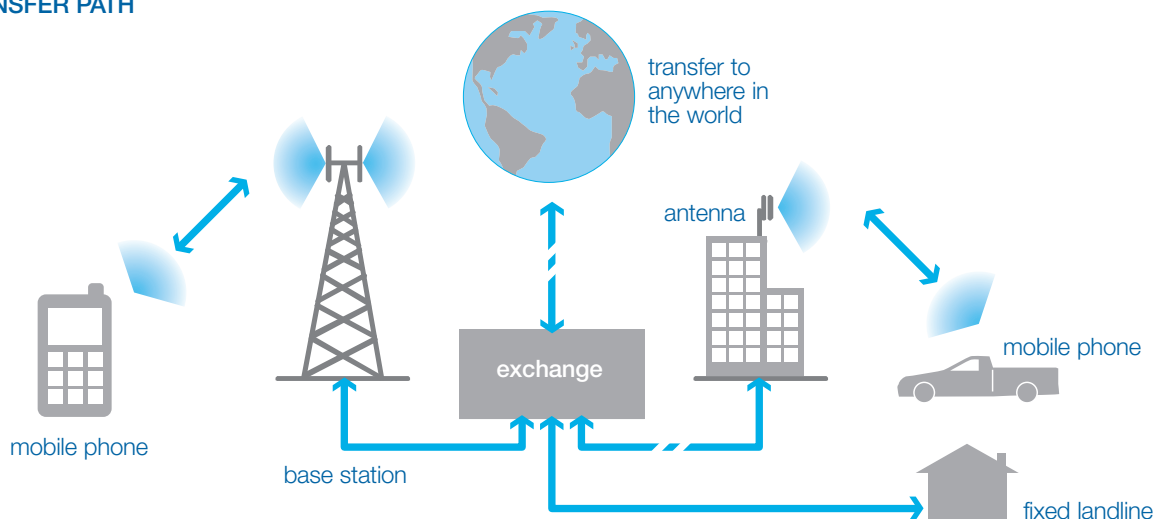 NSFER PATH
transfer to
anywhere in
the world
antenna
exchange
mobile phone
mobile phone
base station
fixed landline